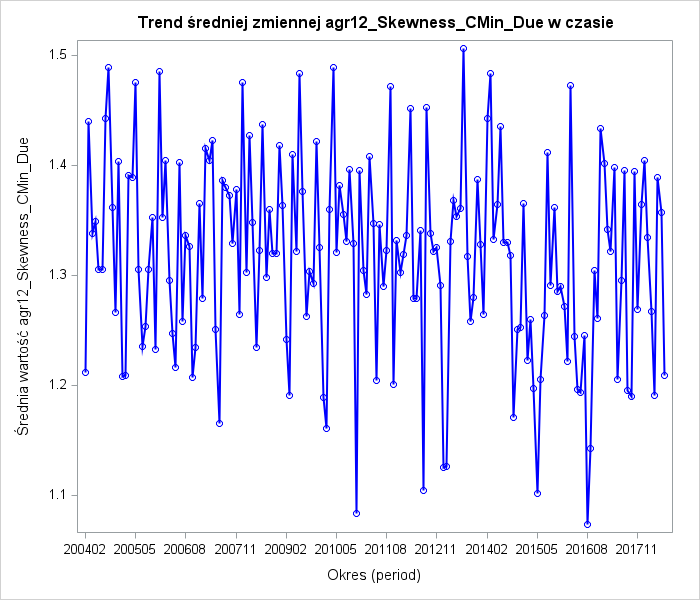 Trend średniej zmiennej agr12_Skewness_CMin_Due w czasie
1.5
1.4
1.3
1.2
1.1
Średnia wartość agr12_Skewness_CMin_Due
200402 200505 200608 200711 200902 201005 201108 201211 201402 201505 201608 201711
Okres (period)